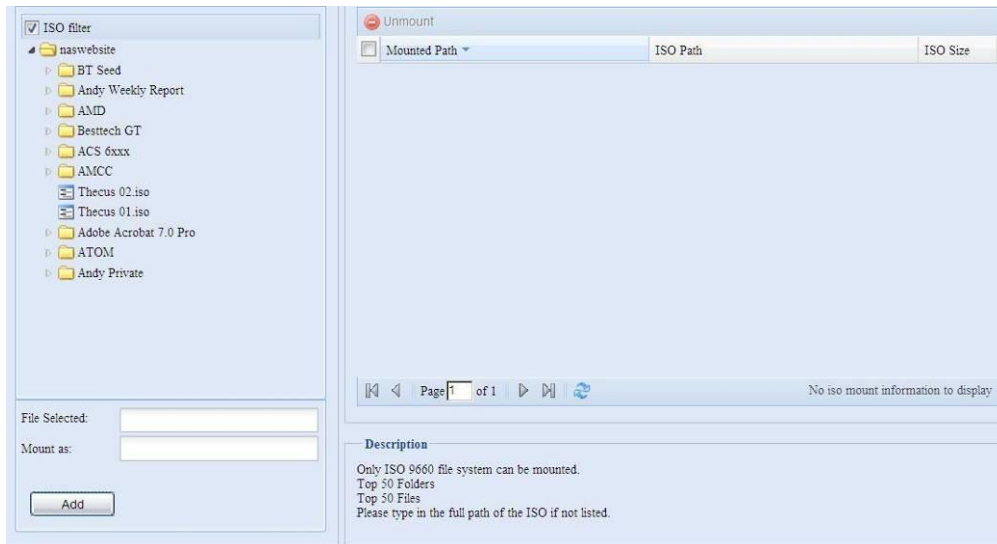 ISO filter
naswebsite
BT Seed
Andy Weekly Report
AMD
Besttech GT
ACS 6xxx
AMCC
Thecus 02.iso
Thecus 01.iso
Adobe Acrobat 7.0 Pro
ATOM
Andy Private
File Selected:
Mount as:
Add
Unmount
Mounted Path ISO Path ISO Size
Page 1 of 1 No iso mount information to display
Description
Only ISO 9660 file system can be mounted.
Top 50 Folders
Top 50 Files
Please type in the full path of the ISO if not listed.